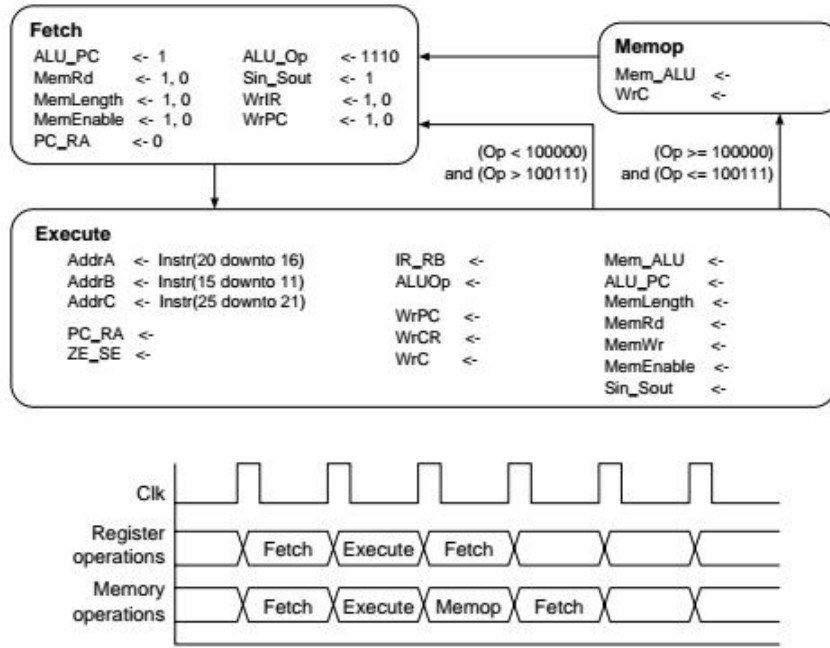 Fetch
ALU_PC <- 1 ALU_Op <- 1110
MemRd <- 1, 0 Sin_Sout <- 1
MemLength <- 1, 0 WrIR <- 1, 0
MemEnable <- 1, 0 WrPC <- 1, 0
PC_RA <- 0
Memop
Mem_ALU <-
WrC <-
(Op < 100000)
and (Op > 100111)
(Op >= 100000)
and (Op <= 100111)
Execute
AddrA <- Instr(20 downto 16) IR_RB <- Mem_ALU <-
AddrB <- Instr(15 downto 11) ALUOp <- ALU_PC <-
AddrC <- Instr(25 downto 21) MemLength <-
WrPC <- MemRd <-
PC_RA <- WrCR <- MemWr <-
ZE_SE <- WrC <- MemEnable <-
Sin_Sout <-
Clk
Register
operations Fetch Execute Fetch
Memory
operations Fetch Execute Memop Fetch